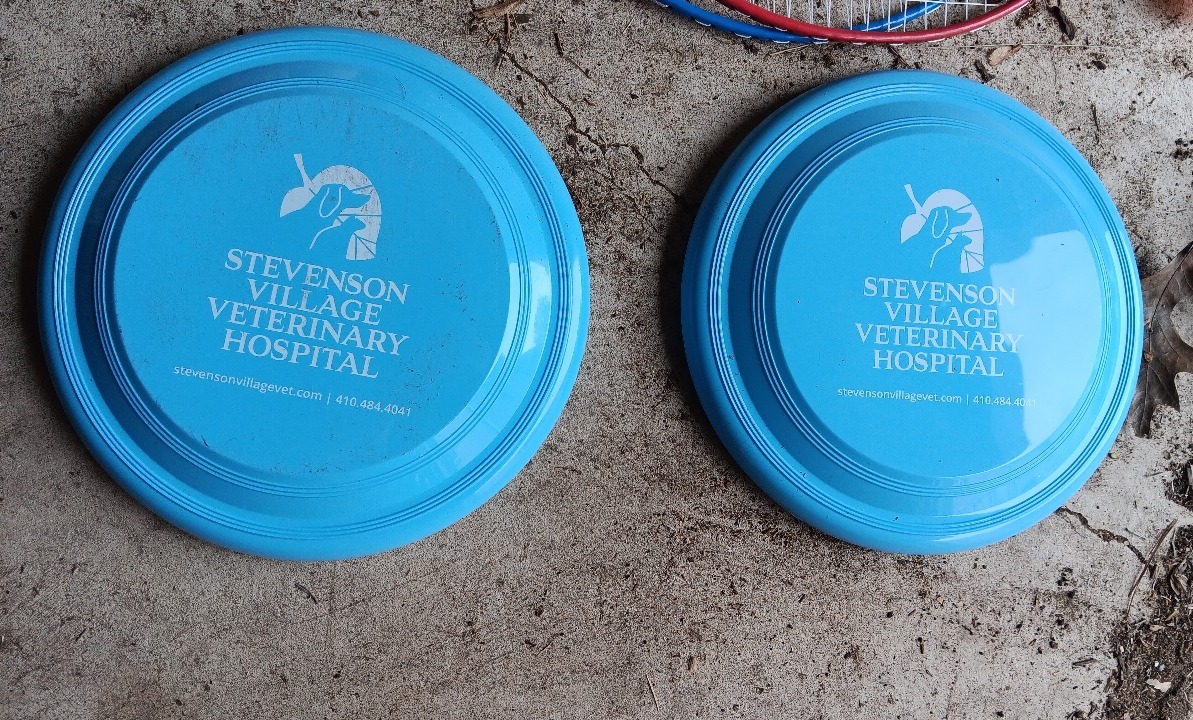 STEVENSON
VILLAGE
VETERINARY
HOSPITAL
stevensonvillagevet.com | 410.484.4041
STEVENSON
VILLAGE
VETERINARY
HOSPITAL
stevensonvillagevet.com | 410.484.4041